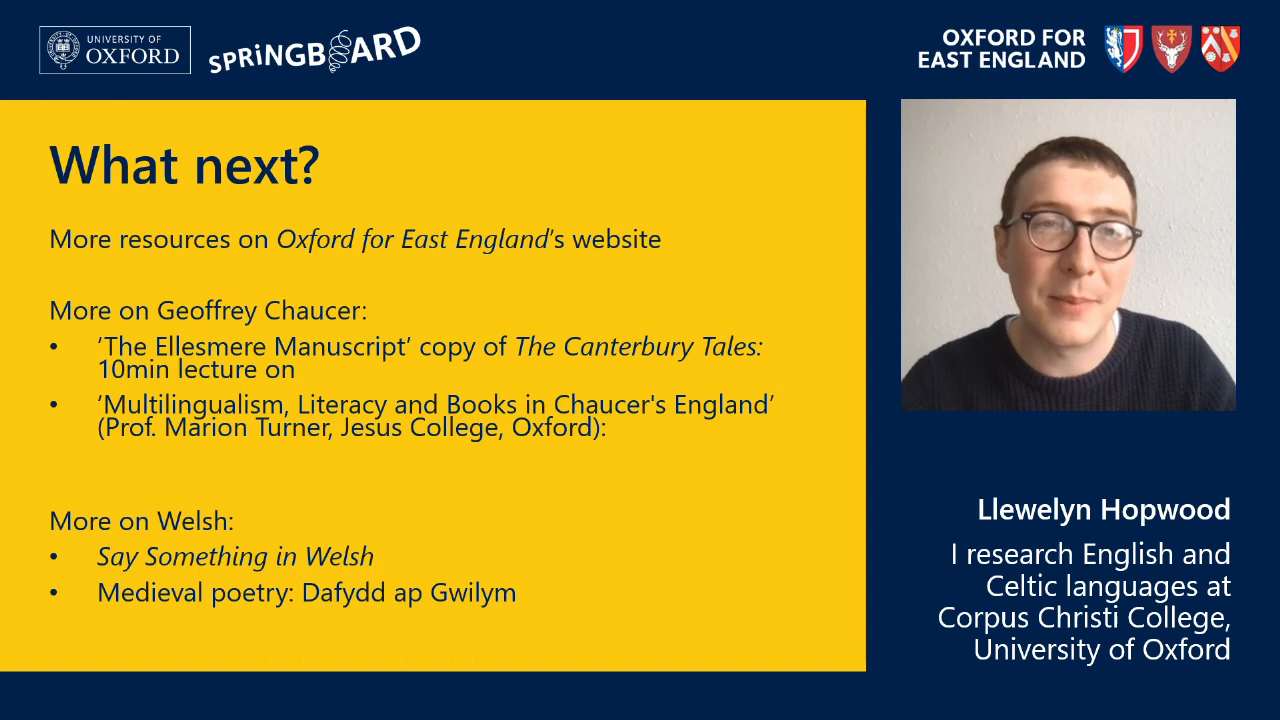 UNIVERSITY OF
OXFORD
SPRiNGBOARD
OXFORD FOR
EAST ENGLAND
What next?
More resources on Oxford for East England's website
More on Geoffrey Chaucer:
• 'The Ellesmere Manuscript' copy of The Canterbury Tales:
10min lecture on
• 'Multilingualism, Literacy and Books in Chaucer's England'
(Prof. Marion Turner, Jesus College, Oxford):
More on Welsh:
• Say Something in Welsh
• Medieval poetry: Dafydd ap Gwilym
Llewelyn Hopwood
I research English and
Celtic languages at
Corpus Christi College,
University of Oxford